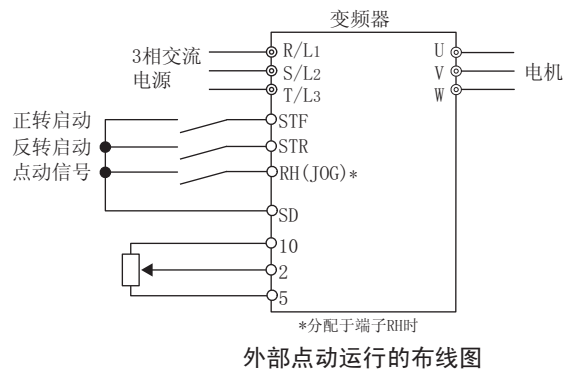 变频器
3相交流
电源
R/L1
S/L2
T/L3
U
V
W
电机
正转启动
反转启动
点动信号
STF
STR
RH(JOG)*
SD
10
2
5
*分配于端子RH时
外部点动运行的布线图